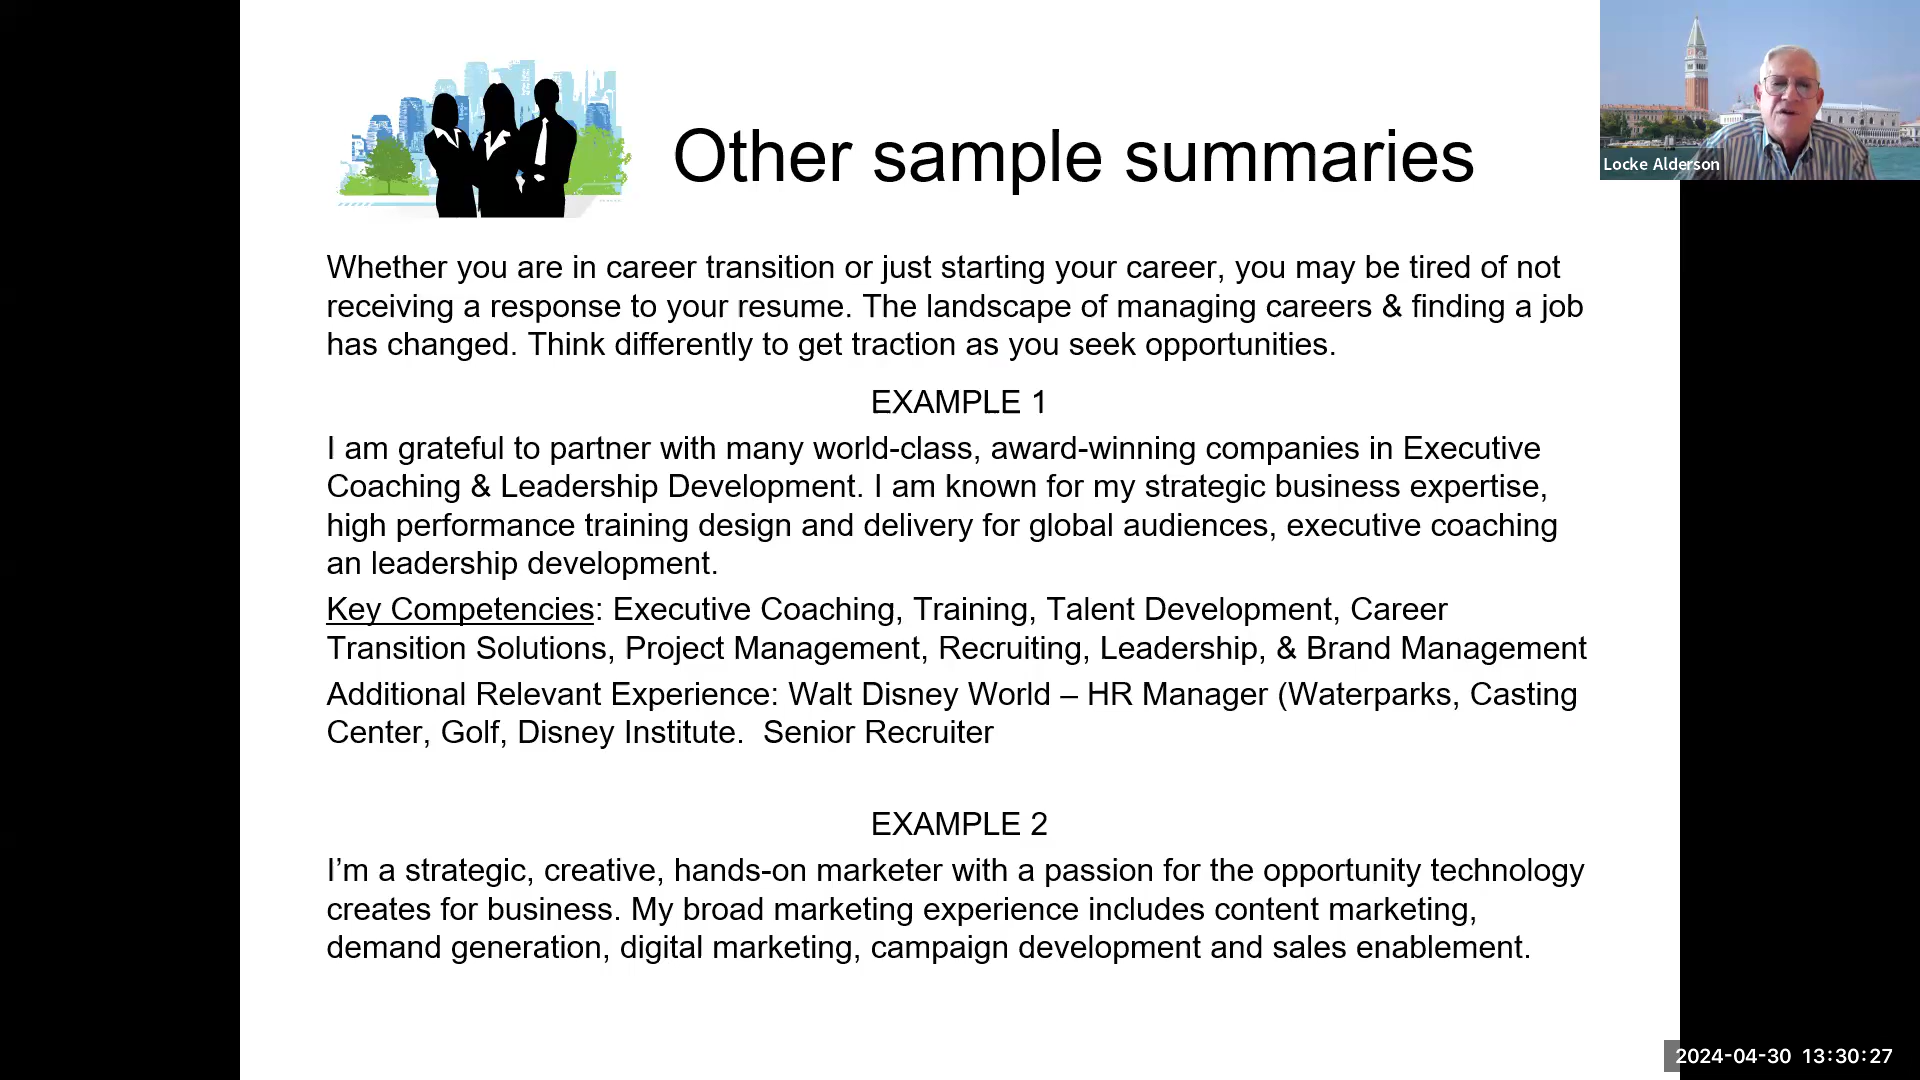 Other sample summaries
Locke Alderson
Whether you are in career transition or just starting your career, you may be tired of not
receiving a response to your resume. The landscape of managing careers & finding a job
has changed. Think differently to get traction as you seek opportunities.
EXAMPLE 1
I am grateful to partner with many world-class, award-winning companies in Executive
Coaching & Leadership Development. I am known for my strategic business expertise,
high performance training design and delivery for global audiences, executive coaching
an leadership development.
Key Competencies: Executive Coaching, Training, Talent Development, Career
Transition Solutions, Project Management, Recruiting, Leadership, & Brand Management
Additional Relevant Experience: Walt Disney World – HR Manager (Waterparks, Casting
Center, Golf, Disney Institute.  Senior Recruiter
EXAMPLE 2
I’m a strategic, creative, hands-on marketer with a passion for the opportunity technology
creates for business. My broad marketing experience includes content marketing,
demand generation, digital marketing, campaign development and sales enablement.
2024-04-30 13:30:27